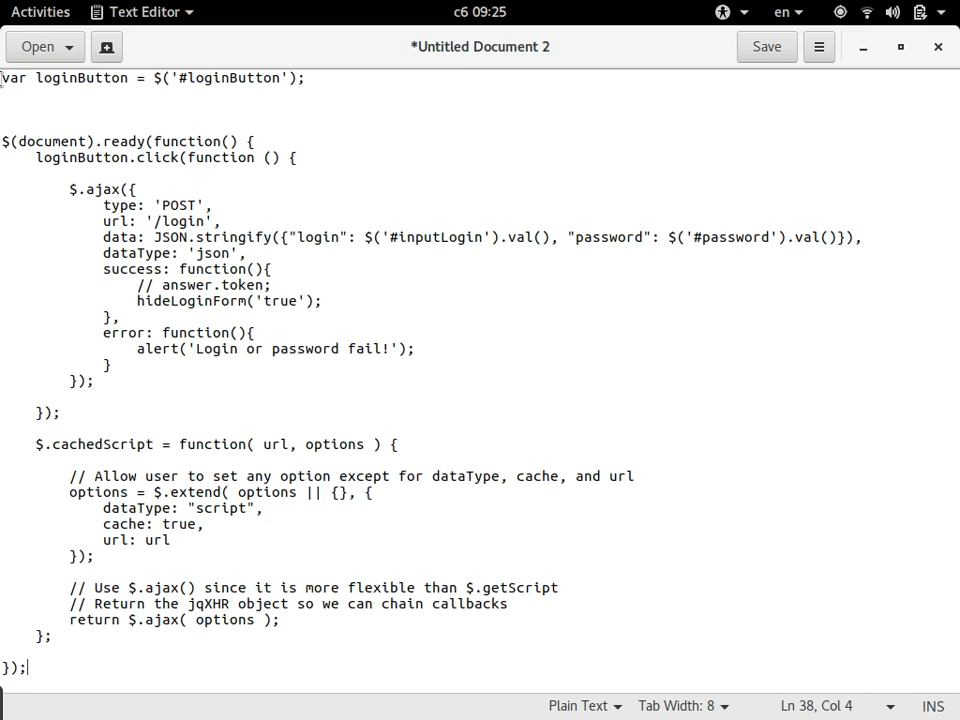 Activities Text Editor сб 09:25 en
Open *Untitled Document 2 Save
var loginButton = $('#loginButton');
$(document).ready(function() {
loginButton.click(function () {
$.ajax({
type: 'POST',
url: '/login',
data: JSON.stringify({"login": $('#inputLogin').val(), "password": $('#password').val()}),
dataType: 'json',
success: function(){
// answer.token;
hideLoginForm('true');
},
error: function(){
alert('Login or password fail!');
}
});
});
$.cachedScript = function( url, options ) {
// Allow user to set any option except for dataType, cache, and url
options = $.extend( options || {}, {
dataType: "script",
cache: true,
url: url
});
// Use $.ajax() since it is more flexible than $.getScript
// Return the jqXHR object so we can chain callbacks
return $.ajax( options );
};
});
Plain Text Tab Width: 8 Ln 38, Col 4 INS